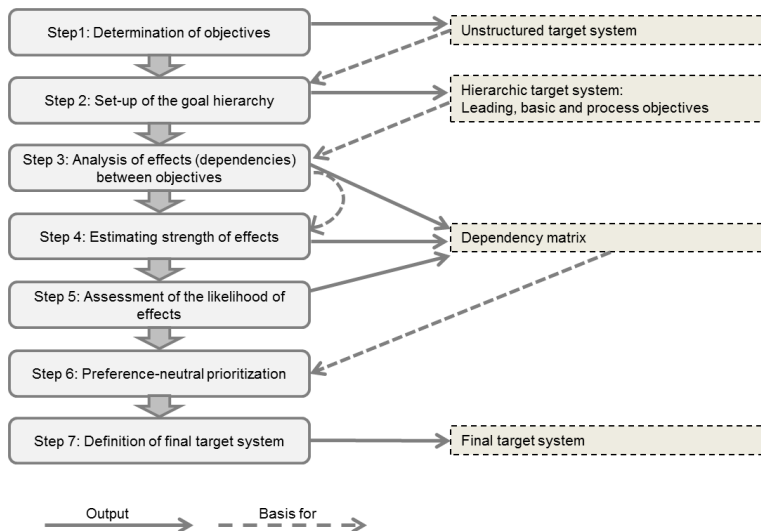 Step1: Determination of objectives
Unstructured target system
Step 2: Set-up of the goal hierarchy
Hierarchic target system:
Leading, basic and process objectives
Step 3: Analysis of effects (dependencies)
between objectives
Step 4: Estimating strength of effects
Dependency matrix
Step 5: Assessment of the likelihood of
effects
Step 6: Preference-neutral prioritization
Step 7: Definition of final target system
Final target system
Output
Basis for